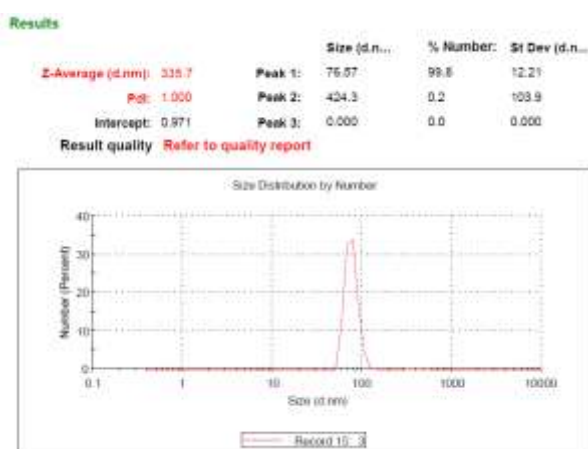 Results
Size (d.n... % Number: St Dev (d.n...
Z-Average (d.nm): 335.7 Peak 1: 76.87 99.8 12.21
PdI: 1.000 Peak 2: 424.3 0.2 103.9
Intercept: 0.971 Peak 3: 0.000 0.0 0.000
Result quality Refer to quality report
Size Distribution by Number
Number (Percent)
40
30
20
10
0
0.1 1 10 100 1000 10000
Size (d.nm)
Record 15: 3